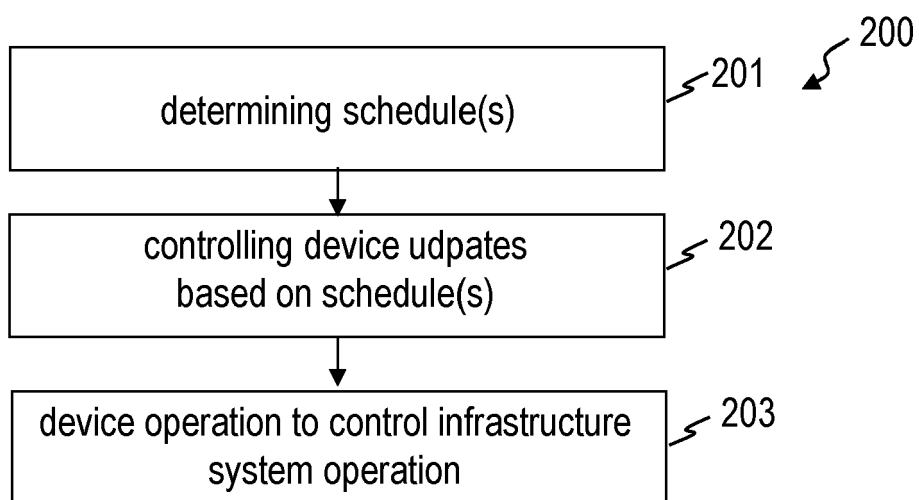 200
determining schedule(s)
201
controlling device udpates
based on schedule(s)
202
device operation to control infrastructure
system operation
203